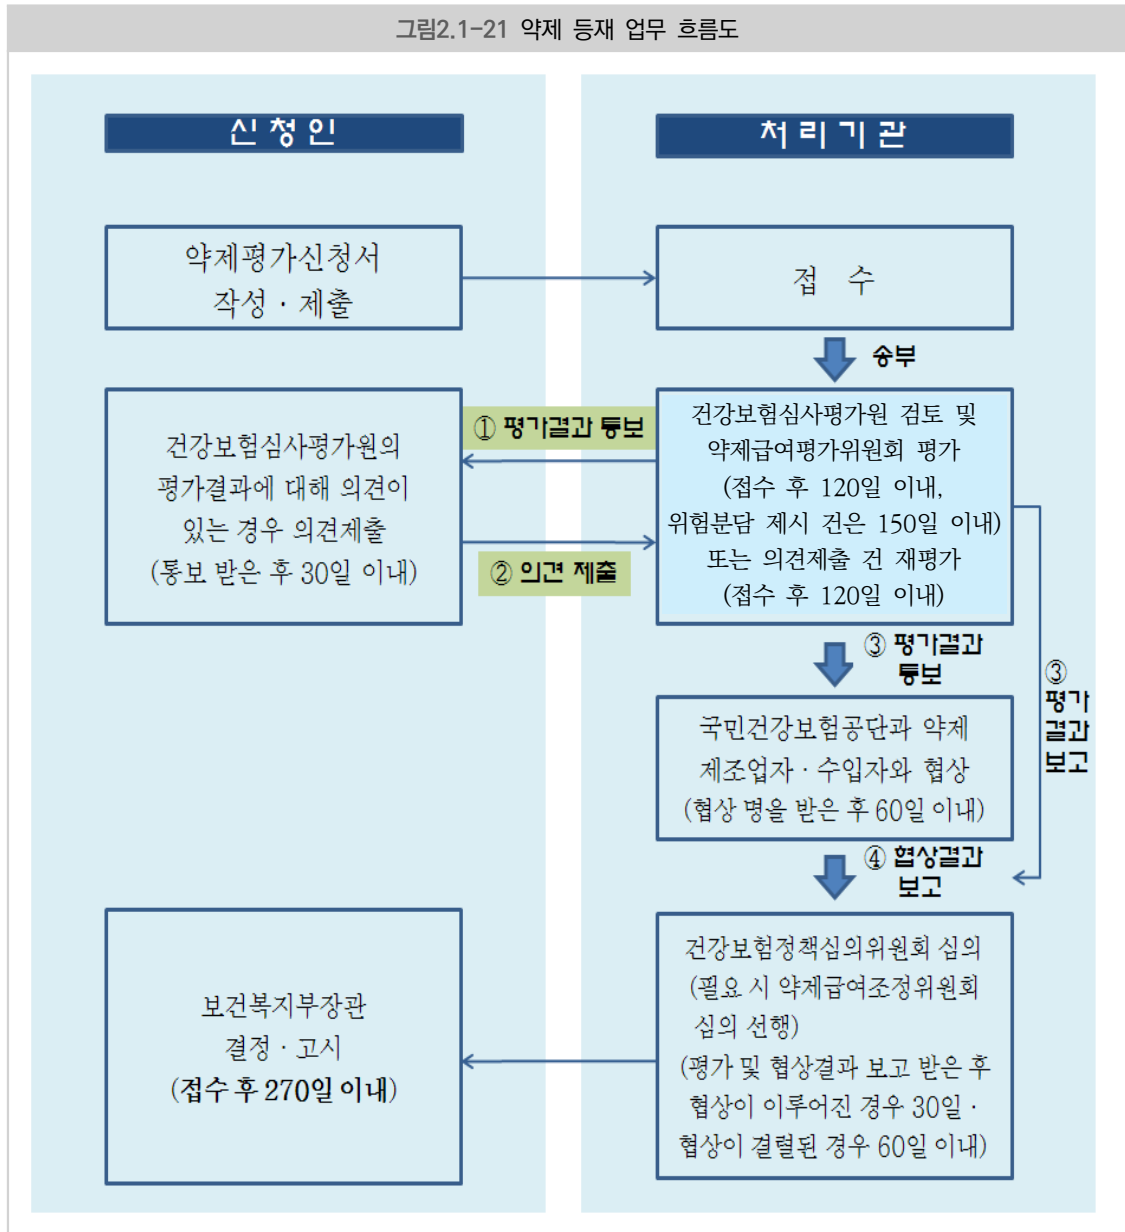 그림2.1-21 약제 등재 업무 흐름도
신청인
처리기관
약제평가신청서
작성 · 제출
접 수
송부
건강보험심사평가원의
평가결과에 대해 의견이
있는 경우 의견제출
(통보 받은 후 30일 이내)
① 평가결과 통보
② 의견 제출
건강보험심사평가원 검토 및
약제급여평가위원회 평가
(접수 후 120일 이내,
위험분담 제시 건은 150일 이내)
또는 의견제출 건 재평가
(접수 후 120일 이내)
③ 평가결과
통보
③
평가
결과
보고
국민건강보험공단과 약제
제조업자 · 수입자와 협상
(협상 명을 받은 후 60일 이내)
④ 협상결과
보고
보건복지부장관
결정 · 고시
(접수 후 270일 이내)
건강보험정책심의위원회 심의
(필요 시 약제급여조정위원회
심의 선행)
(평가 및 협상결과 보고 받은 후
협상이 이루어진 경우 30일 ·
협상이 결렬된 경우 60일 이내)